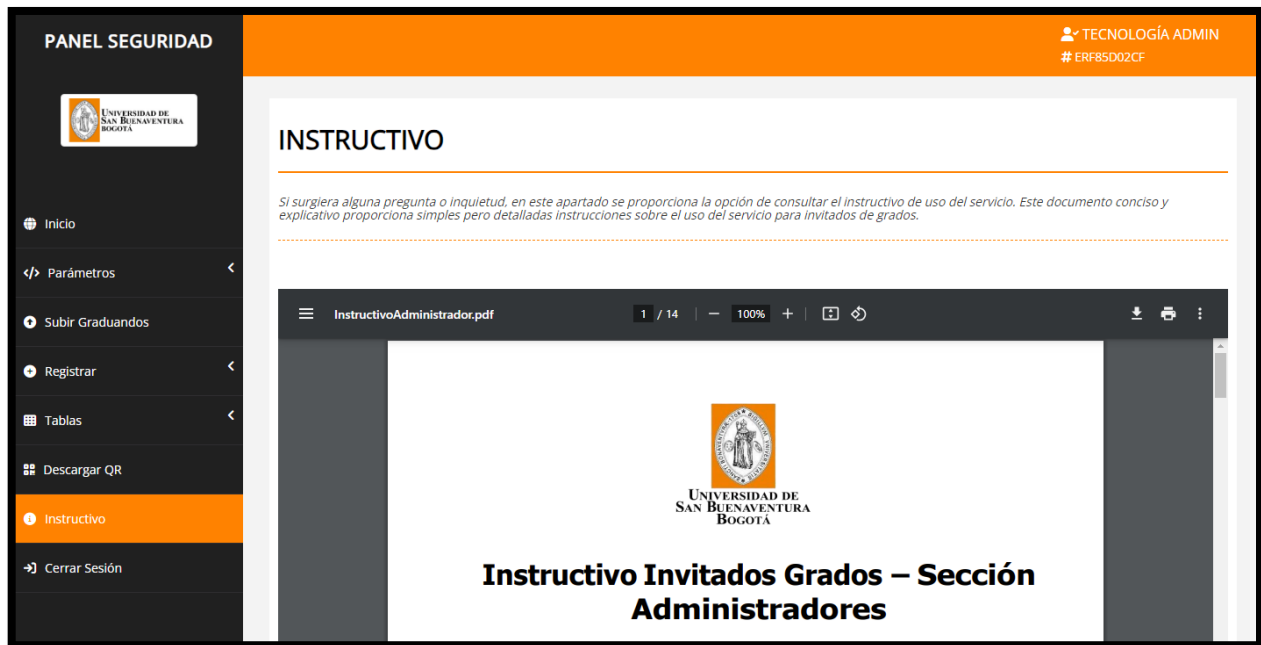 PANEL SEGURIDAD
UNIVERSIDAD DE
SAN BUENAVENTURA
BOGOTÁ
Inicio
Parámetros
Subir Graduandos
Registrar
Tablas
Descargar QR
Instructivo
Cerrar Sesión
TECNOLOGÍA ADMIN
# ERF85D02CF
INSTRUCTIVO
Si surgiera alguna pregunta o inquietud, en este apartado se proporciona la opción de consultar el instructivo de uso del servicio. Este documento conciso y
explicativo proporciona simples pero detalladas instrucciones sobre el uso del servicio para invitados de grados.
InstructivoAdministrador.pdf 1 / 14 | − 100% + |
UNIVERSIDAD DE
SAN BUENAVENTURA
BOGOTÁ
Instructivo Invitados Grados – Sección
Administradores